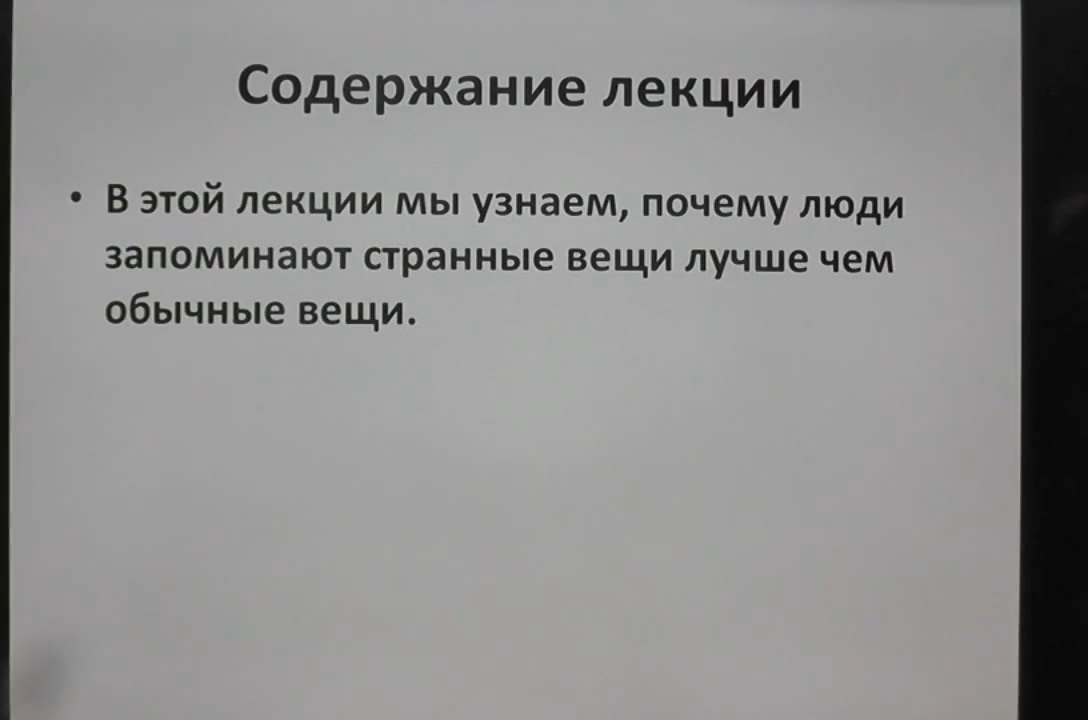 Содержание лекции
• В этой лекции мы узнаем, почему люди
запоминают странные вещи лучше чем
обычные вещи.